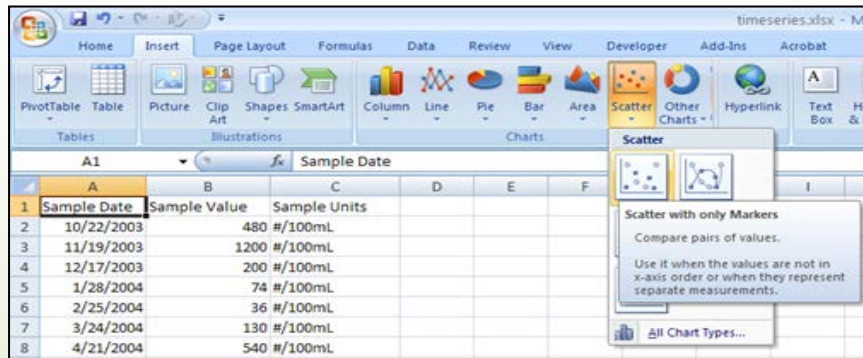 timeseries.xlsx - M
Home Insert Page Layout Formulas Data Review View Developer Add-Ins Acrobat
PivotTable Table Picture Clip Art Shapes SmartArt Column Line Pie Bar Area Scatter Other Charts Hyperlink Text Box H &
Tables Illustrations Charts
A1 fx Sample Date
Scatter
A B C D E F I
1 Sample Date Sample Value Sample Units
2 10/22/2003 480 #/100mL
3 11/19/2003 1200 #/100mL
4 12/17/2003 200 #/100mL
5 1/28/2004 74 #/100mL
6 2/25/2004 36 #/100mL
7 3/24/2004 130 #/100mL
8 4/21/2004 540 #/100mL
Scatter with only Markers
Compare pairs of values.
Use it when the values are not in
x-axis order or when they represent
separate measurements.
All Chart Types...